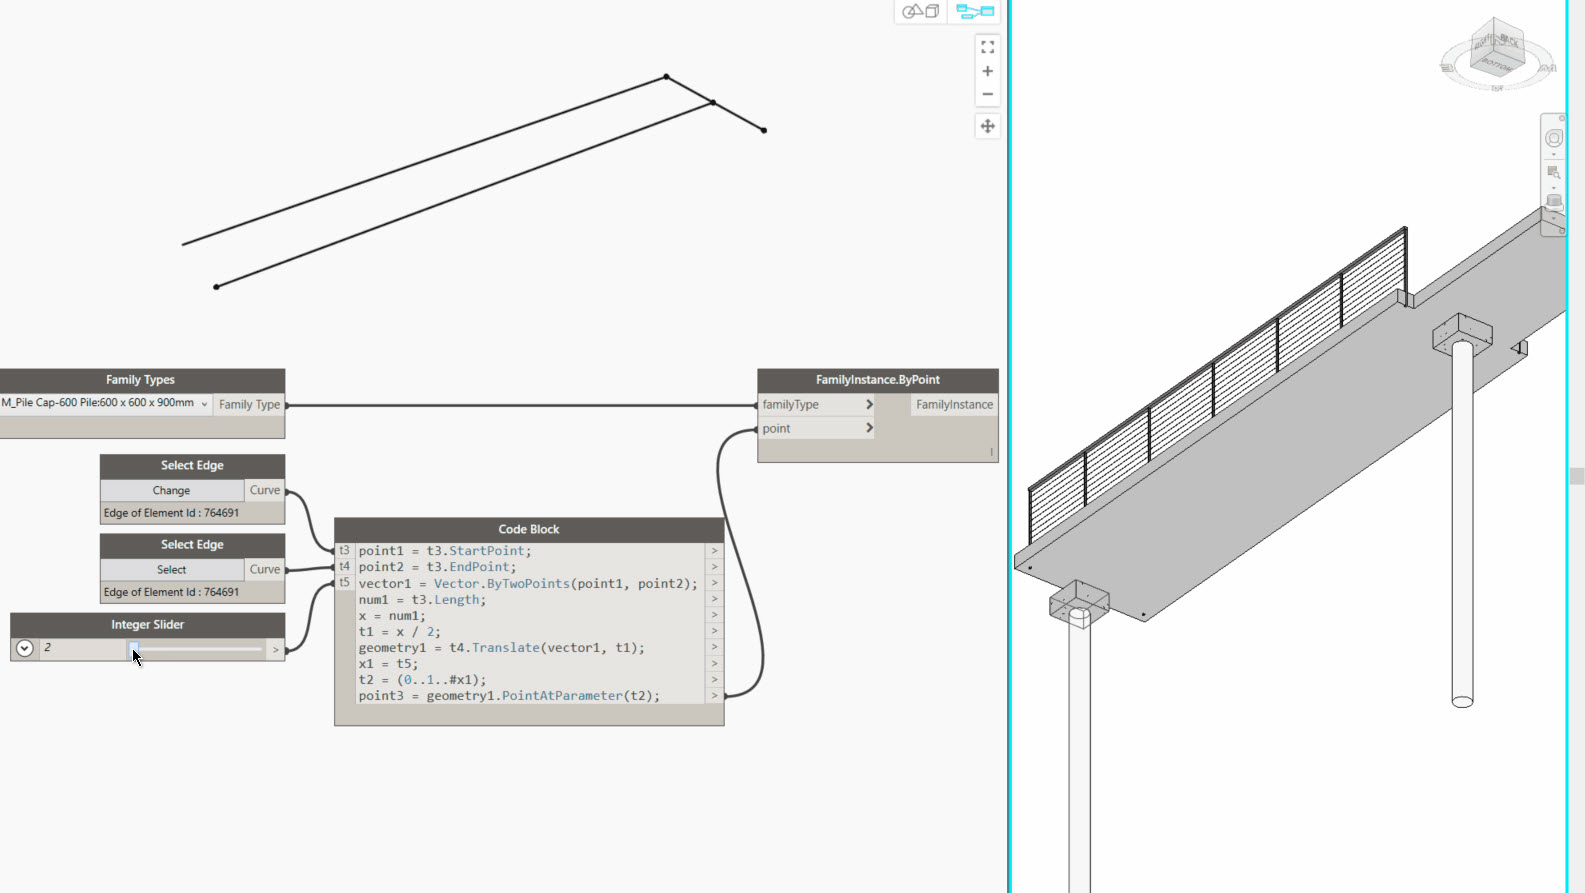 BOTTOM
Family Types
M_Pile Cap-600 Pile:600 x 600 x 900mm
Family Type
FamilyInstance.ByPoint
familyType
FamilyInstance
point
Select Edge
Change
Curve
Edge of Element Id : 764691
Select Edge
Select
Curve
Edge of Element Id : 764691
Integer Slider
2
Code Block
t3 point1 = t3.StartPoint;
t4 point2 = t3.EndPoint;
t5 vector1 = Vector.ByTwoPoints(point1, point2);
num1 = t3.Length;
x = num1;
t1 = x / 2;
geometry1 = t4.Translate(vector1, t1);
x1 = t5;
t2 = (0..1..#x1);
point3 = geometry1.PointAtParameter(t2);